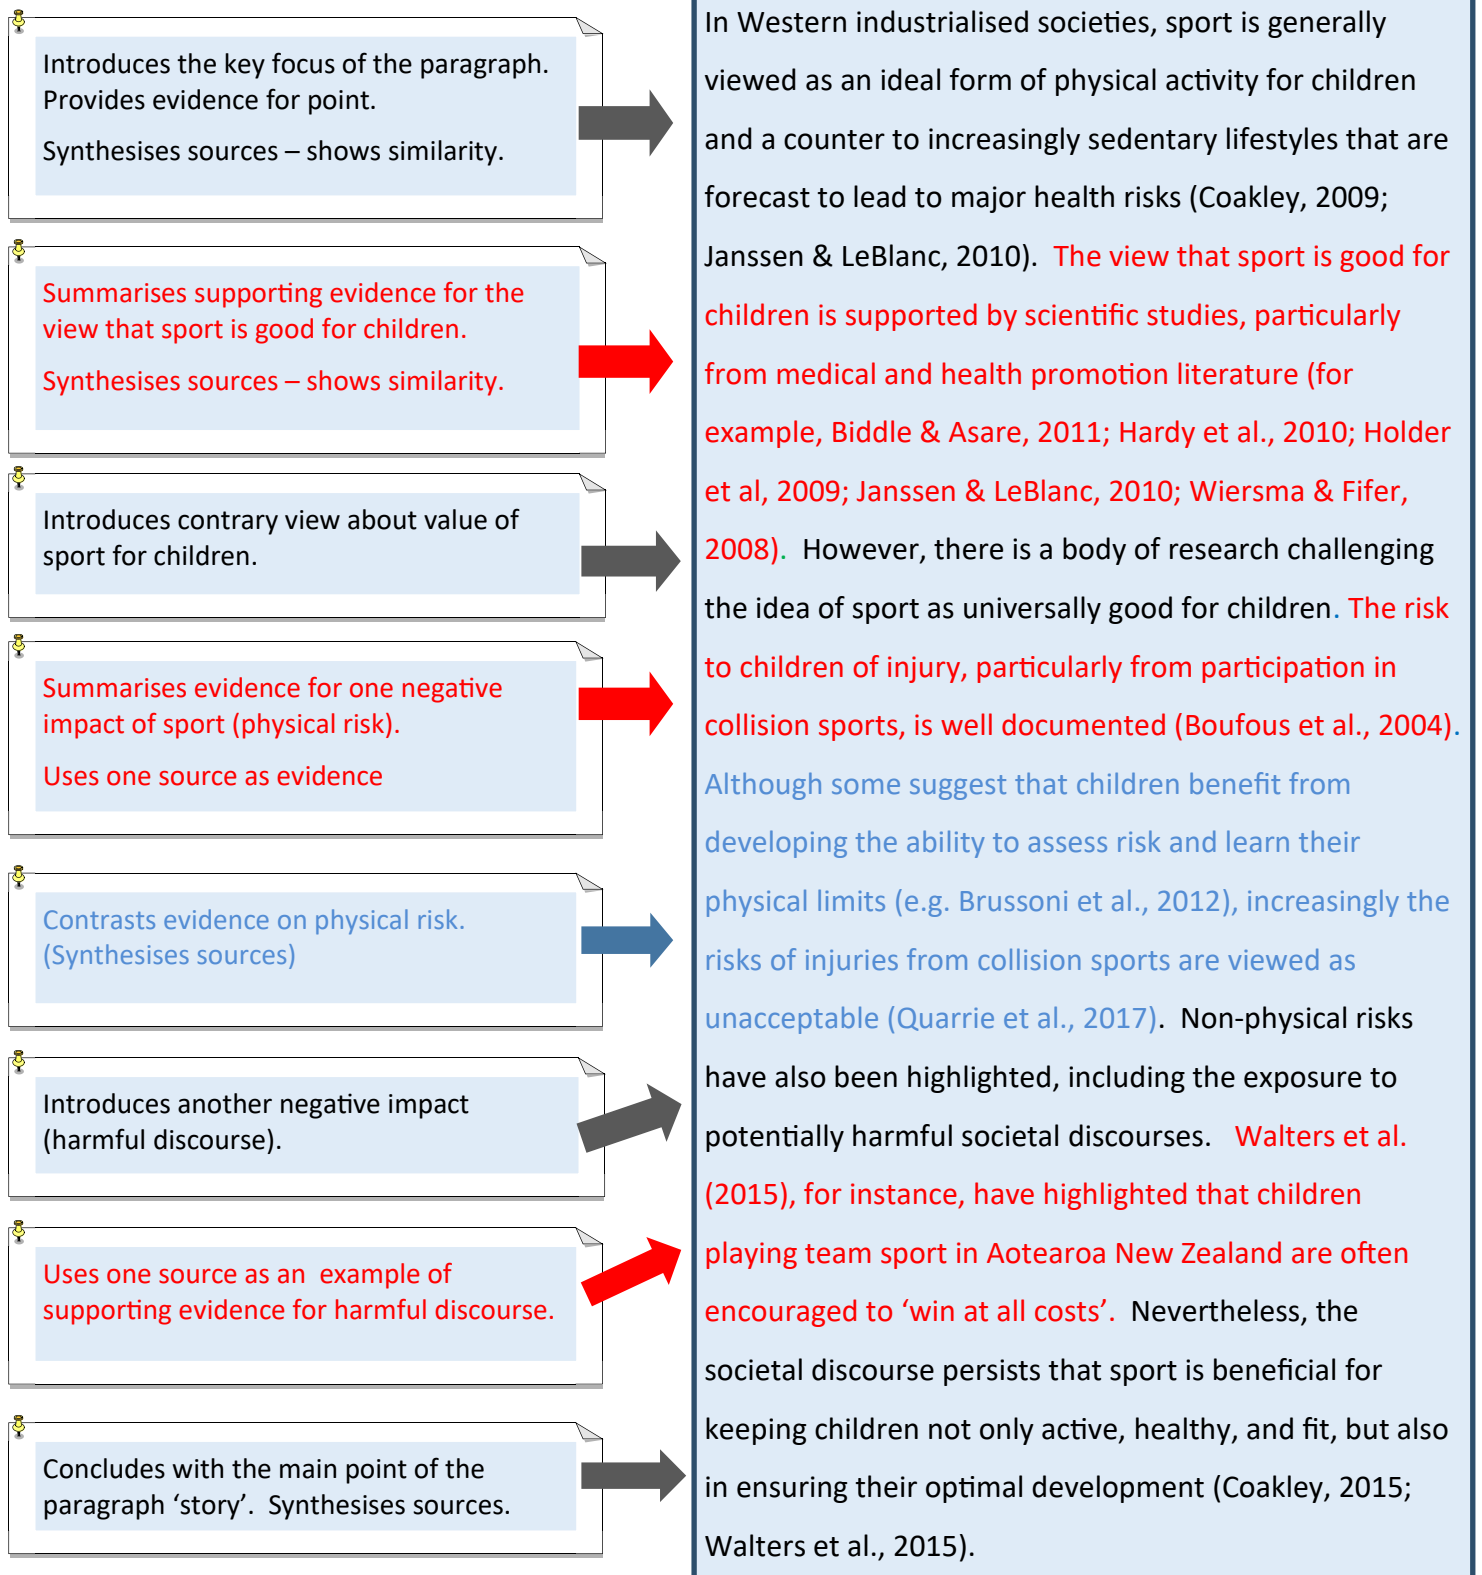 Introduces the key focus of the paragraph.
Provides evidence for point.
Synthesises sources – shows similarity.
Summarises supporting evidence for the
view that sport is good for children.
Synthesises sources – shows similarity.
Introduces contrary view about value of
sport for children.
Summarises evidence for one negative
impact of sport (physical risk).
Uses one source as evidence
Contrasts evidence on physical risk.
(Synthesises sources)
Introduces another negative impact
(harmful discourse).
Uses one source as an example of
supporting evidence for harmful discourse.
Concludes with the main point of the
paragraph ‘story’. Synthesises sources.
In Western industrialised societies, sport is generally
viewed as an ideal form of physical activity for children
and a counter to increasingly sedentary lifestyles that are
forecast to lead to major health risks (Coakley, 2009;
Janssen & LeBlanc, 2010). The view that sport is good for
children is supported by scientific studies, particularly
from medical and health promotion literature (for
example, Biddle & Asare, 2011; Hardy et al., 2010; Holder
et al, 2009; Janssen & LeBlanc, 2010; Wiersma & Fifer,
2008). However, there is a body of research challenging
the idea of sport as universally good for children. The risk
to children of injury, particularly from participation in
collision sports, is well documented (Boufous et al., 2004).
Although some suggest that children benefit from
developing the ability to assess risk and learn their
physical limits (e.g. Brussoni et al., 2012), increasingly the
risks of injuries from collision sports are viewed as
unacceptable (Quarrie et al., 2017). Non-physical risks
have also been highlighted, including the exposure to
potentially harmful societal discourses. Walters et al.
(2015), for instance, have highlighted that children
playing team sport in Aotearoa New Zealand are often
encouraged to ‘win at all costs’. Nevertheless, the
societal discourse persists that sport is beneficial for
keeping children not only active, healthy, and fit, but also
in ensuring their optimal development (Coakley, 2015;
Walters et al., 2015).